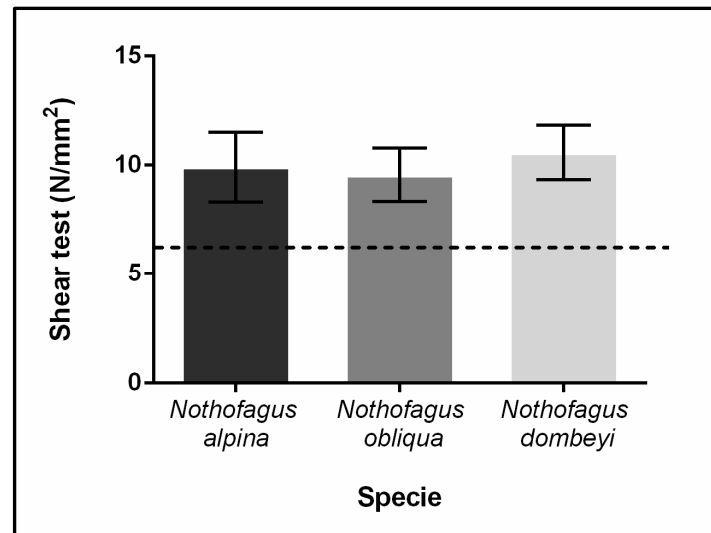 15
10
5
0
Shear test (N/mm²)
Nothofagus
alpina
Nothofagus
obliqua
Nothofagus
dombeyi
Specie